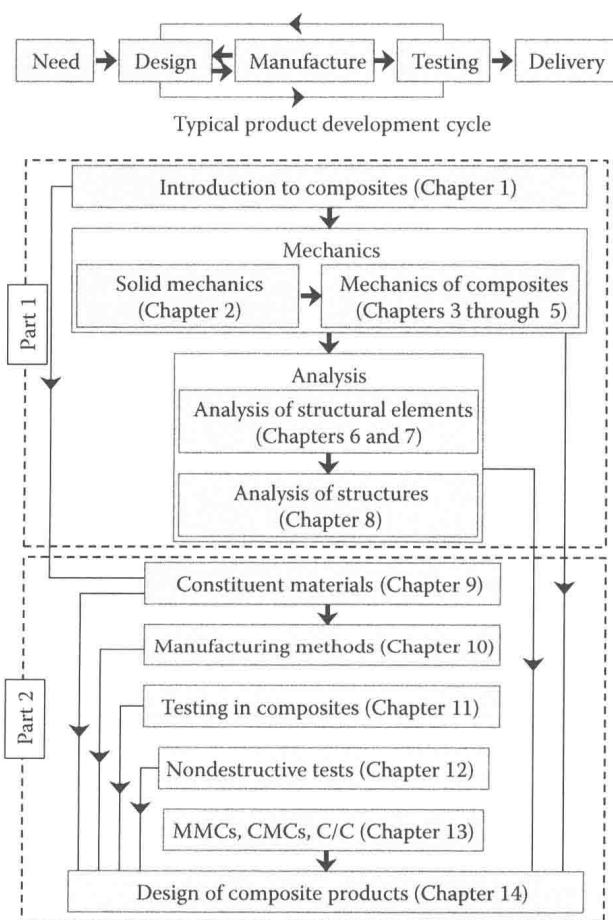 Need
Design
Manufacture
Testing
Delivery
Typical product development cycle
Part 1
Introduction to composites (Chapter 1)
Mechanics
Solid mechanics
(Chapter 2)
Mechanics of composites
(Chapters 3 through 5)
Analysis
Analysis of structural elements
(Chapters 6 and 7)
Analysis of structures
(Chapter 8)
Part 2
Constituent materials (Chapter 9)
Manufacturing methods (Chapter 10)
Testing in composites (Chapter 11)
Nondestructive tests (Chapter 12)
MMCs, CMCs, C/C (Chapter 13)
Design of composite products (Chapter 14)